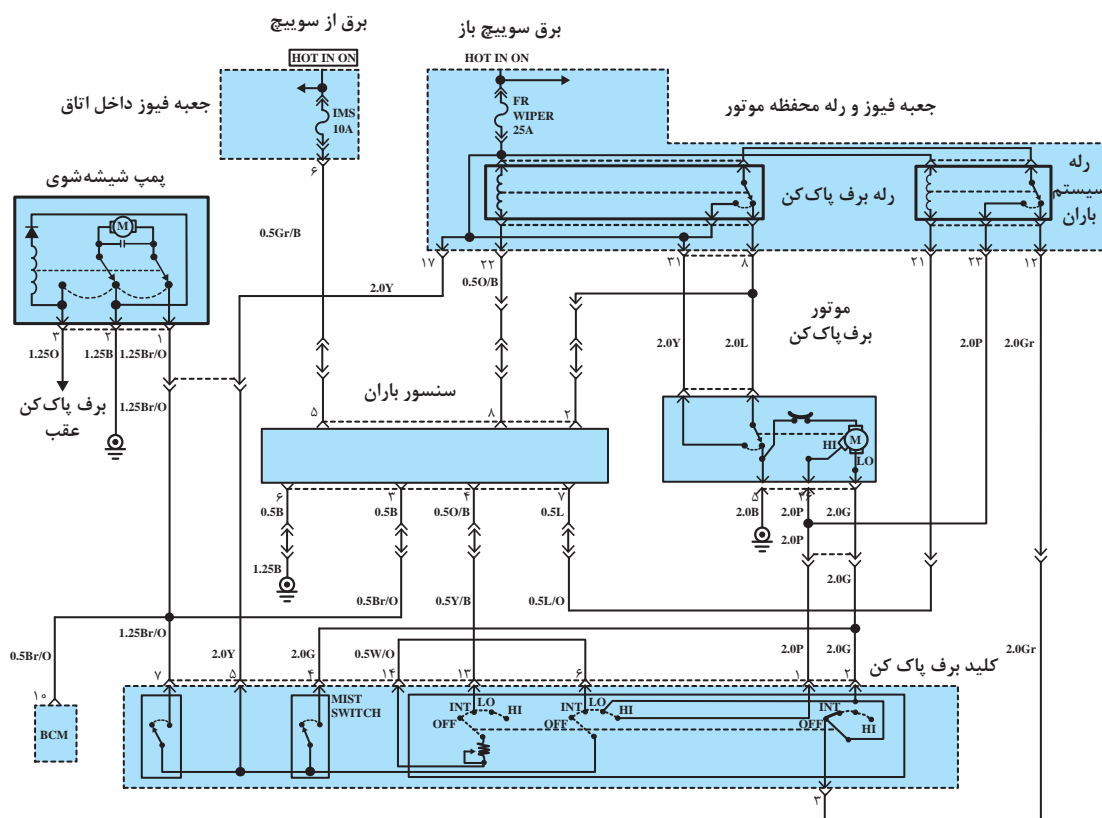 برق از سوییچ
برق سوییچ باز
HOT IN ON
HOT IN ON
جعبه فیوز داخل اتاق
IMS
10A
FR
WIPER
25A
جعبه فیوز و رله محفظه موتور
رله
سیستم
باران
رله برف پاک کن
پمپ شیشه‌شوی
M
۶
0.5Gr/B
۱۷
۲۲
۳۱
۸
۲۱
۲۳
۱۲
2.0Y
0.5O/B
موتور
برف پاک کن
۳
۲
۱
1.25O
1.25B
1.25Br/O
2.0Y
2.0L
2.0P
2.0Gr
برف پاک کن
عقب
1.25Br/O
سنسور باران
۵
۸
۲
HI
M
LO
۶
۳
۴
۷
۵
0.5B
0.5B
0.5O/B
0.5L
2.0B
2.0P
2.0G
2.0P
1.25B
2.0G
0.5Br/O
0.5Y/B
0.5L/O
0.5Br/O
1.25Br/O
2.0Y
2.0G
0.5W/O
2.0P
2.0G
2.0Gr
کلید برف پاک کن
۷
۵
۴
۱۴
۱۳
۶
۱
۲
۱۰
BCM
MIST
SWITCH
INT
LO
HI
OFF
INT
LO
HI
OFF
INT
OFF
HI
۳